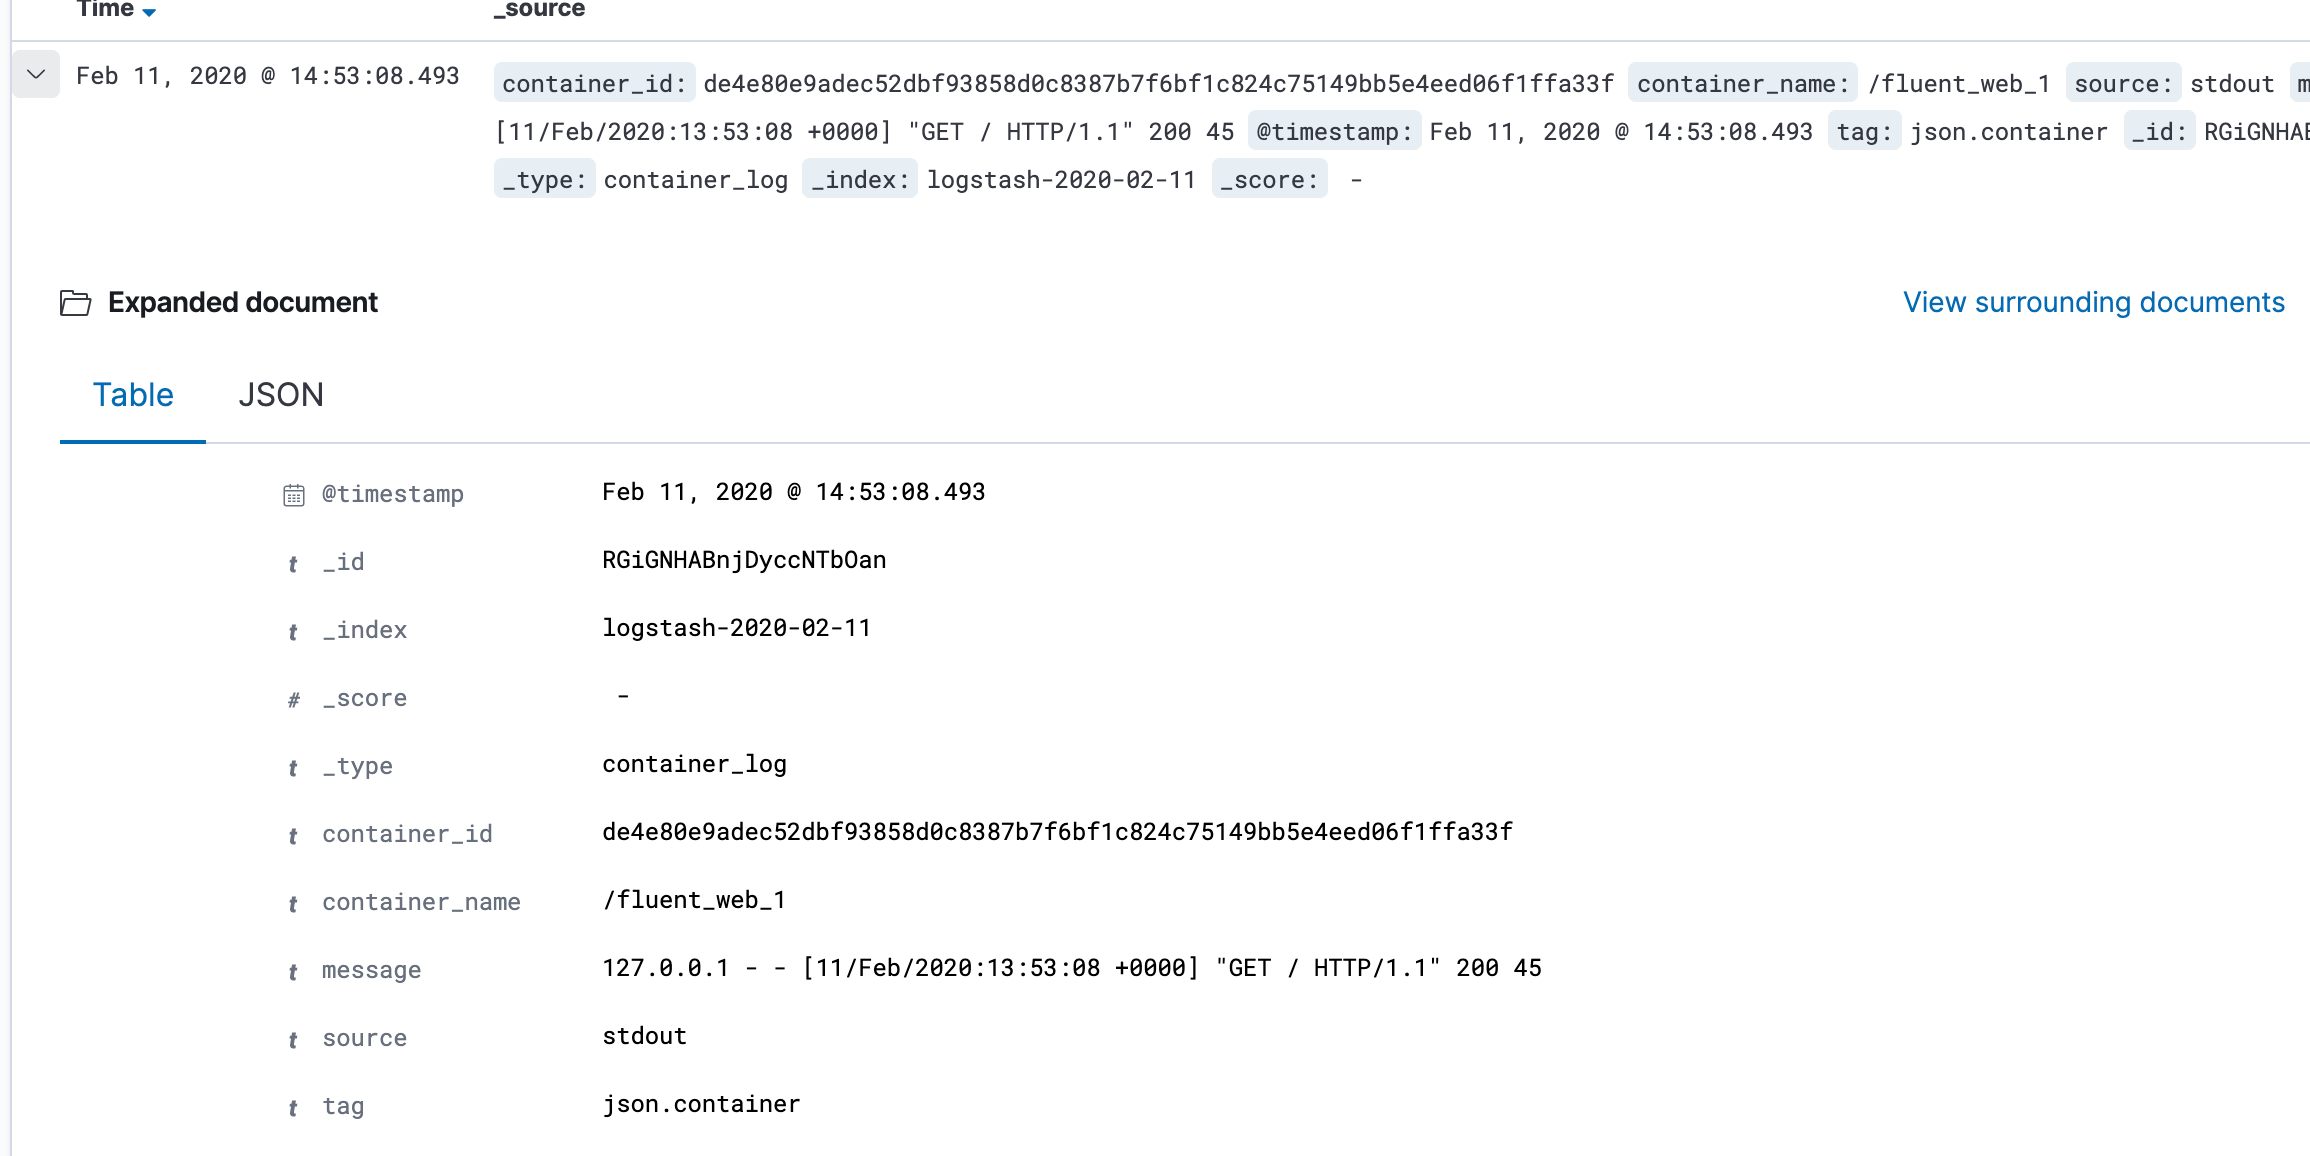 Time _source
Feb 11, 2020 @ 14:53:08.493 container_id: de4e80e9adec52dbf93858d0c8387b7f6bf1c824c75149bb5e4eed06f1ffa33f container_name: /fluent_web_1 source: stdout m
[11/Feb/2020:13:53:08 +0000] "GET / HTTP/1.1" 200 45 @timestamp: Feb 11, 2020 @ 14:53:08.493 tag: json.container _id: RGiGNHAB
_type: container_log _index: logstash-2020-02-11 _score: -
Expanded document View surrounding documents
Table JSON
@timestamp Feb 11, 2020 @ 14:53:08.493
t _id RGiGNHABnjDyccNTbOan
t _index logstash-2020-02-11
# _score -
t _type container_log
t container_id de4e80e9adec52dbf93858d0c8387b7f6bf1c824c75149bb5e4eed06f1ffa33f
t container_name /fluent_web_1
t message 127.0.0.1 - - [11/Feb/2020:13:53:08 +0000] "GET / HTTP/1.1" 200 45
t source stdout
t tag json.container